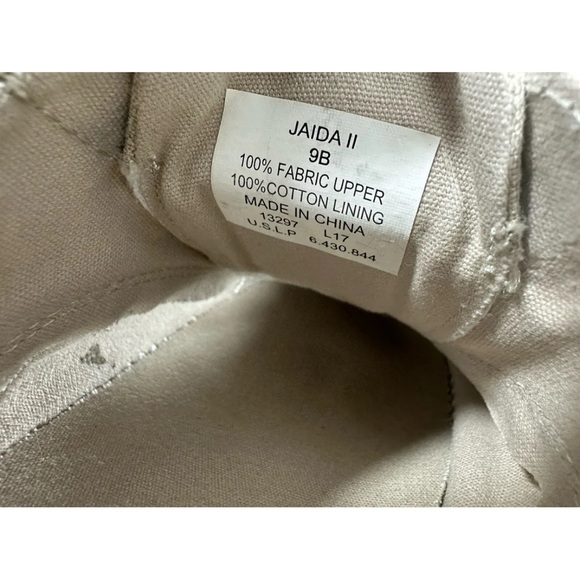 JAIDA II
9B
100% FABRIC UPPER
100%COTTON LINING
MADE IN CHINA
13297 L17
U.S.L.P 6.430.844